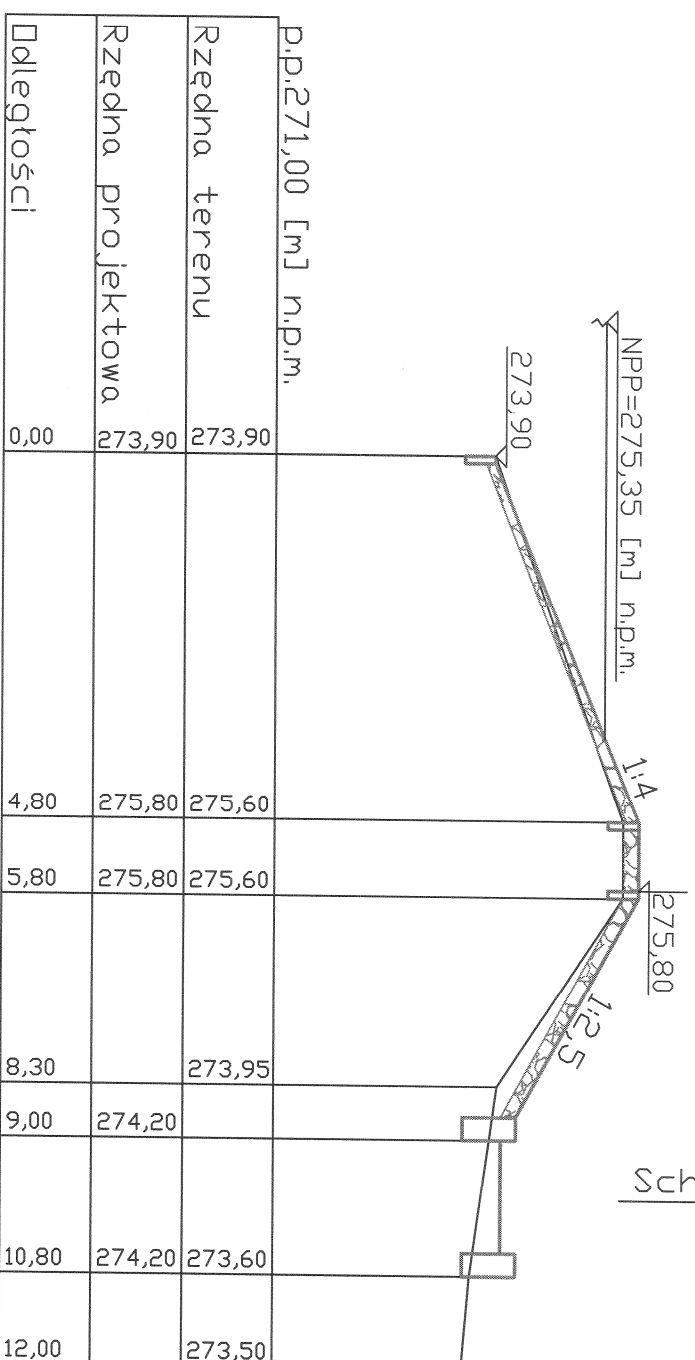 NPP=275,35 [m] n.p.m.
1:4
273,90
275,80
1:2,5
Sch
p.p.271,00 [m] n.p.m.
Rzędna terenu 273,90 275,60 275,60 273,95 273,60 273,50
Rzędna projektowa 273,90 275,80 275,80 274,20 274,20
Odległości 0,00 4,80 5,80 8,30 9,00 10,80 12,00